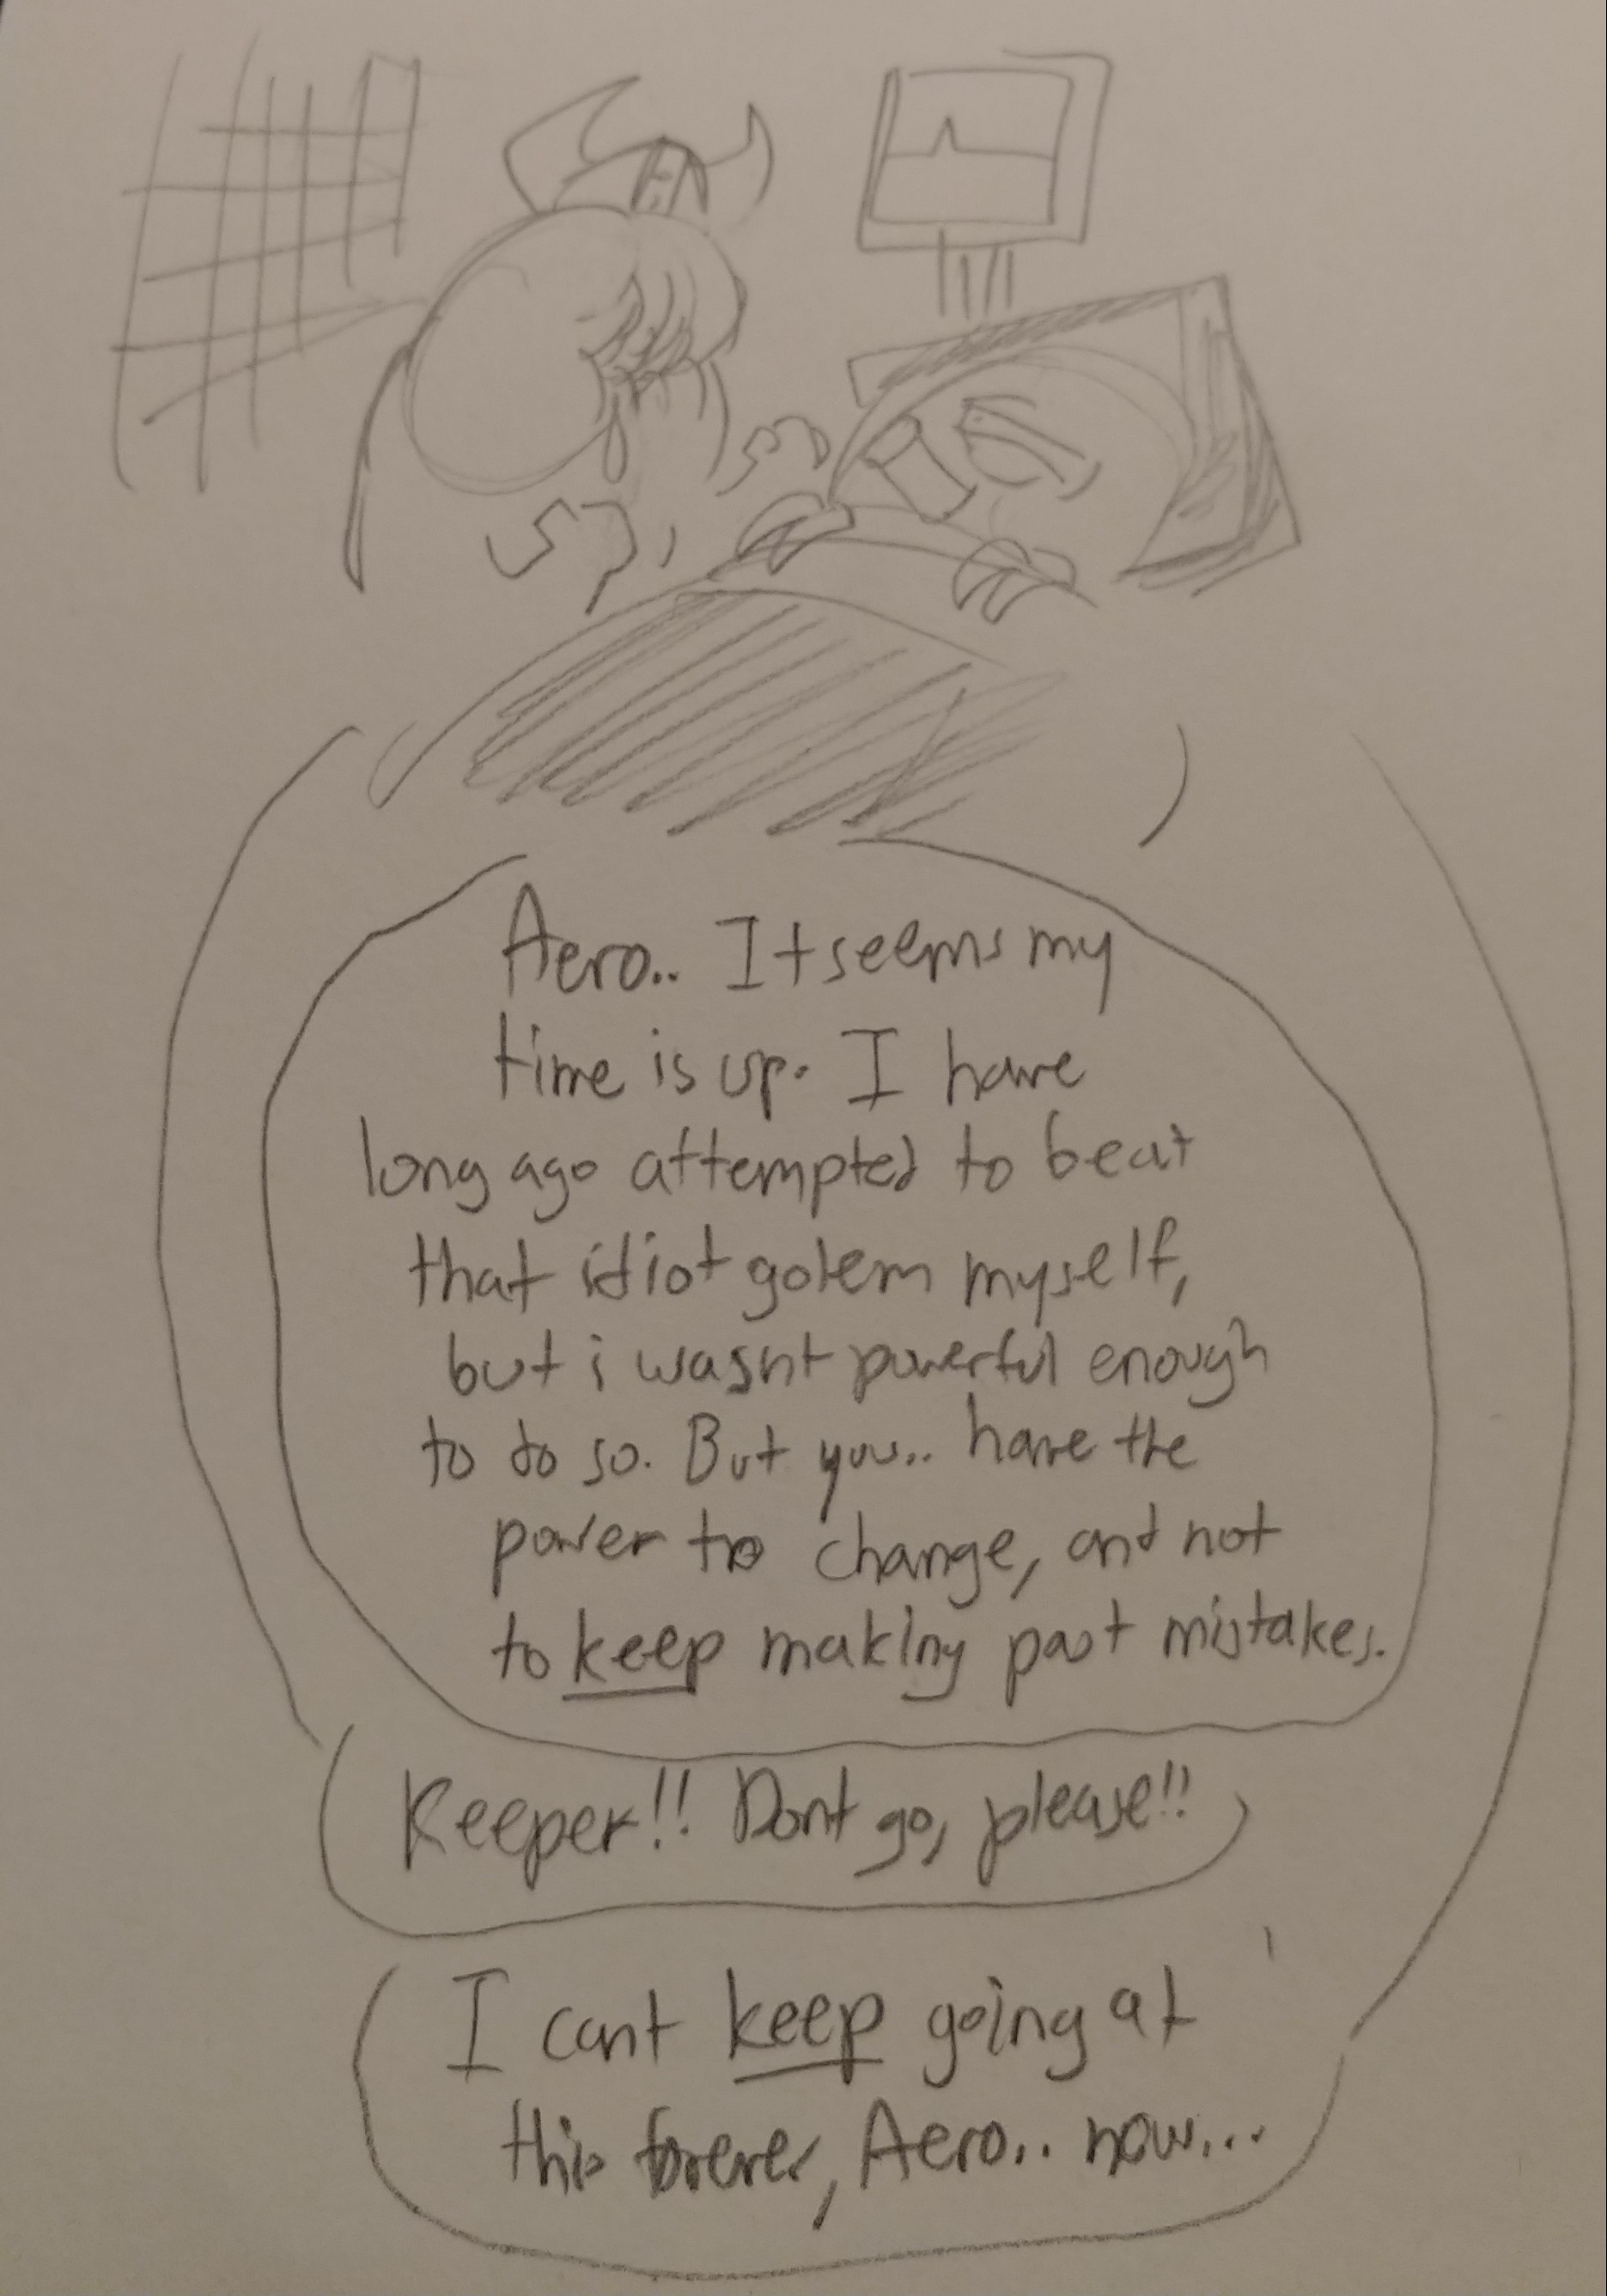 Aero.. It seems my
time is up. I have
long ago attempted to beat
that idiot golem myself,
but i wasnt powerful enough
to do so. But you.. have the
power to change, and not
to keep making past mistakes.
Keeper!! Dont go, please!!
I cant keep going at
this forever, Aero.. now...